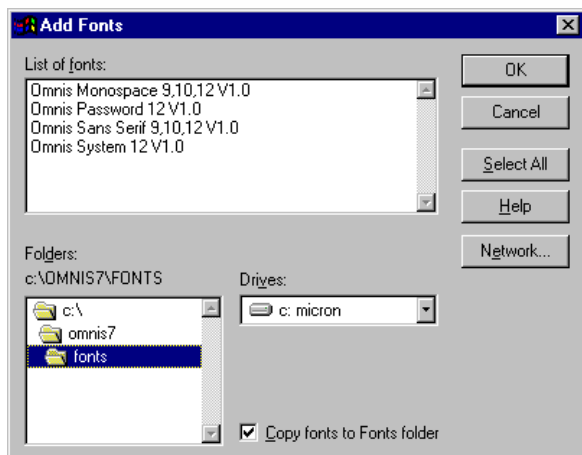 Add Fonts
List of fonts:
Omnis Monospace 9,10,12 V1.0
Omnis Password 12 V1.0
Omnis Sans Serif 9,10,12 V1.0
Omnis System 12 V1.0
OK
Cancel
Select All
Help
Network...
Folders:
c:\OMNIS7\FONTS
c:\
omnis7
fonts
Drives:
c: micron
Copy fonts to Fonts folder